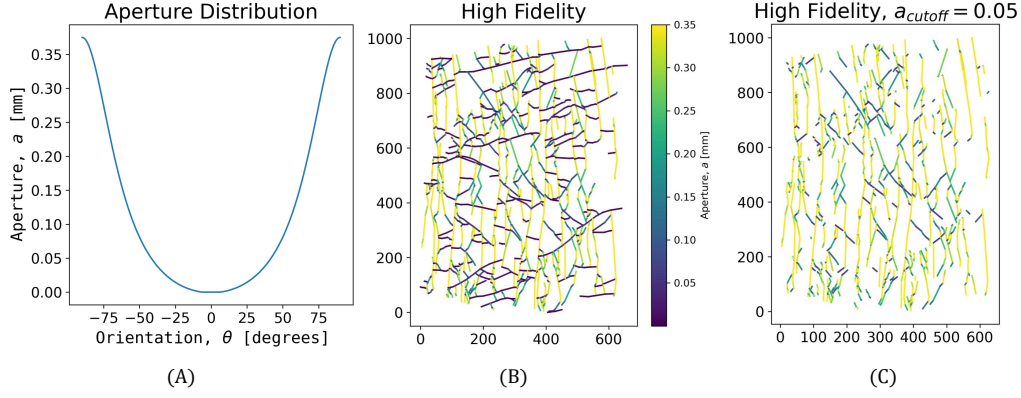 Aperture Distribution
0.35
0.30
0.25
0.20
0.15
0.10
0.05
0.00
Aperture, a [mm]
−75 −50 −25 0 25 50 75
Orientation, θ [degrees]
(A)
High Fidelity
1000
800
600
400
200
0
0 200 400 600
0.35
0.30
0.25
0.20
0.15
0.10
0.05
Aperture, a [mm]
(B)
High Fidelity, a_cutoff = 0.05
1000
800
600
400
200
0
0 100 200 300 400 500 600
(C)